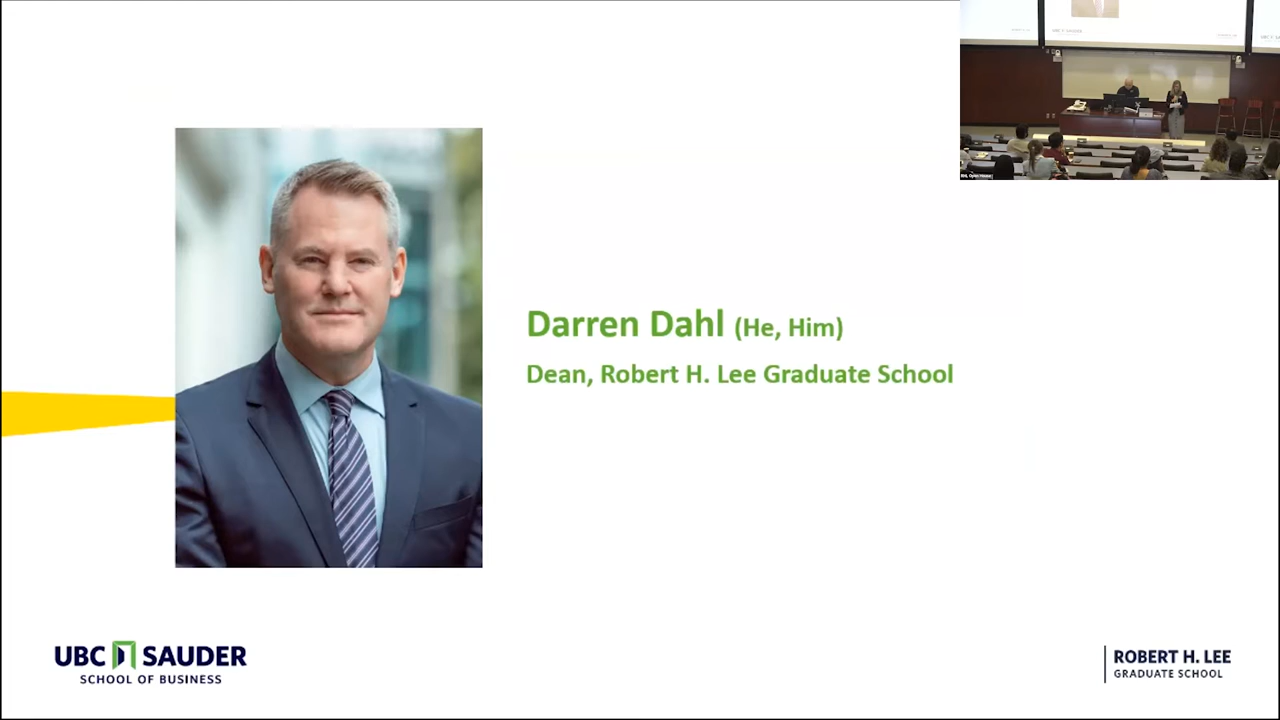 Darren Dahl (He, Him)
Dean, Robert H. Lee Graduate School
UBC SAUDER
SCHOOL OF BUSINESS
ROBERT H. LEE
GRADUATE SCHOOL